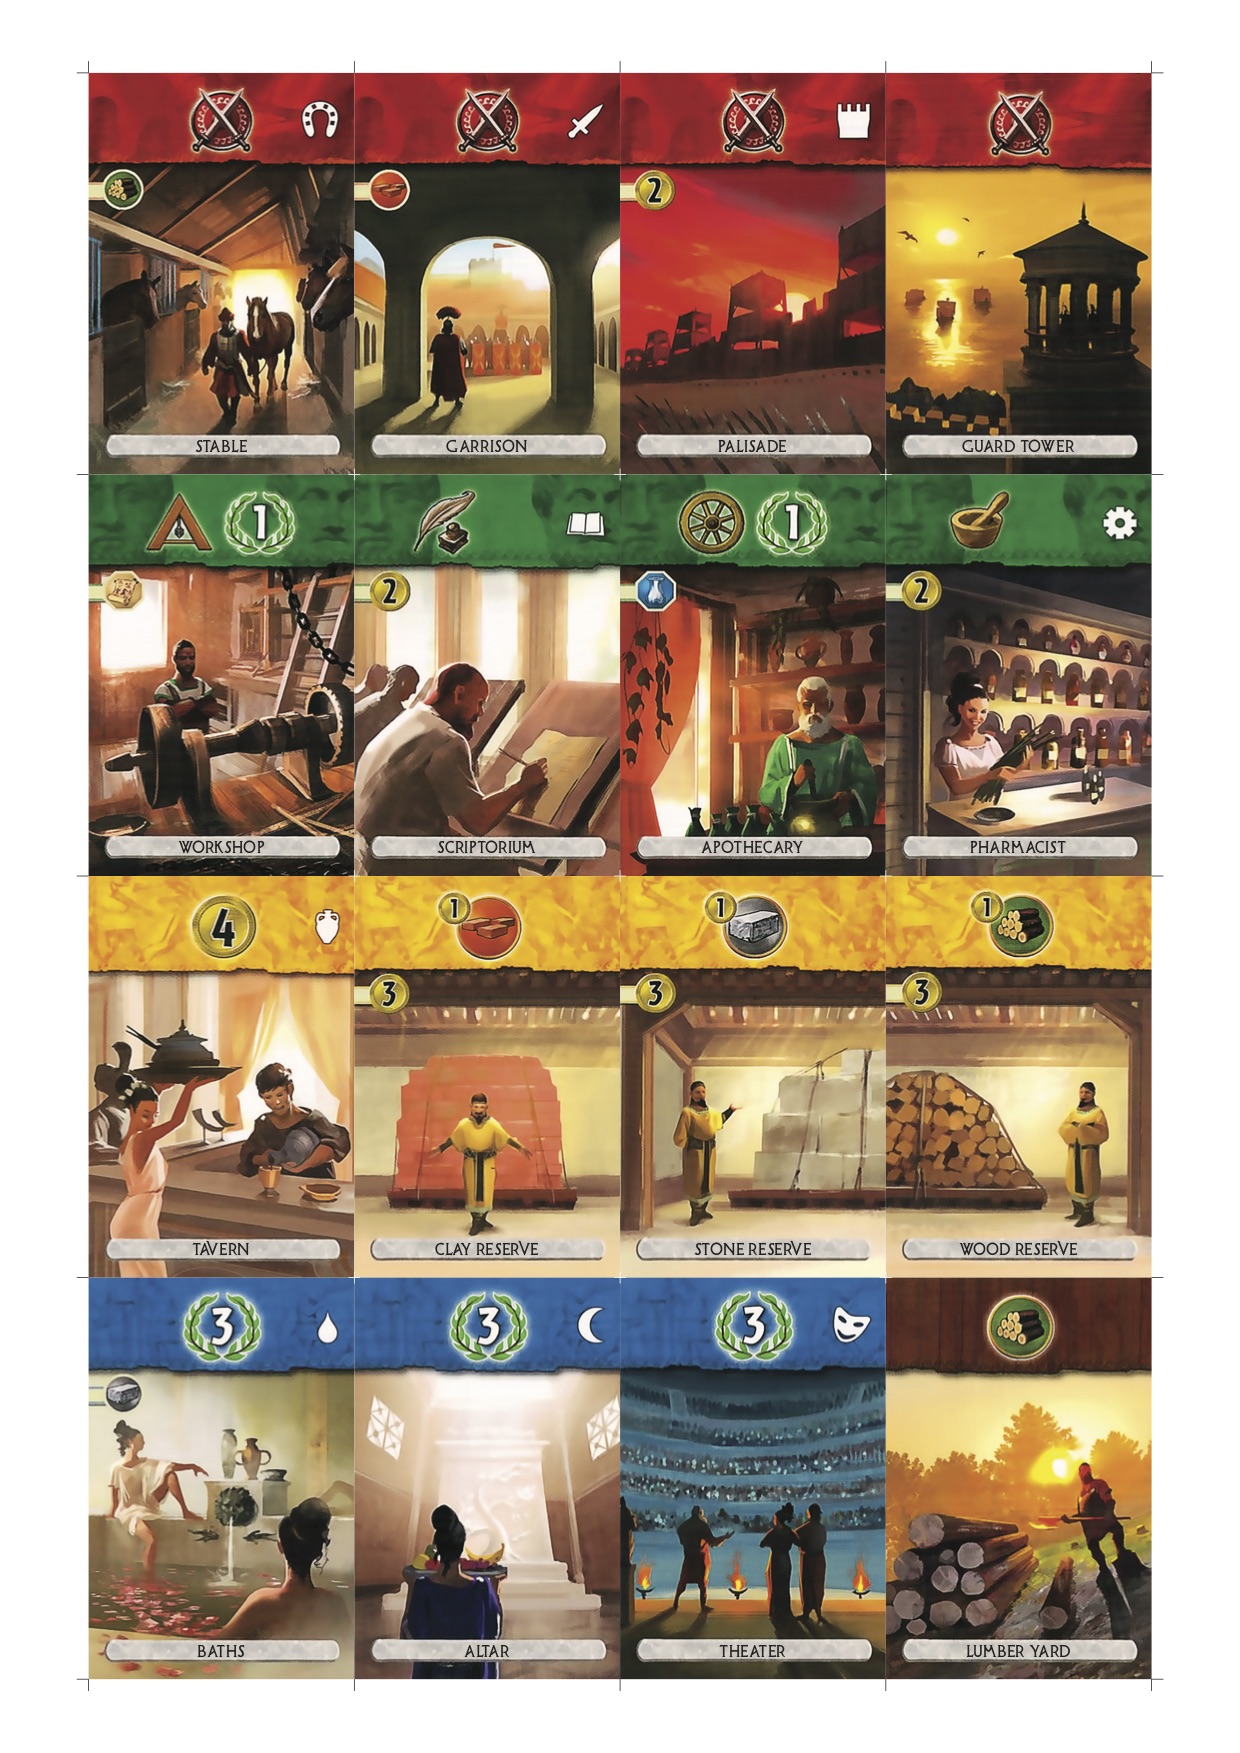 STABLE
GARRISON
2
PALISADE
GUARD TOWER
1
WORKSHOP
2
SCRIPTORIUM
1
APOTHECARY
2
PHARMACIST
4
TAVERN
1
3
CLAY RESERVE
1
3
STONE RESERVE
1
3
WOOD RESERVE
3
BATHS
3
ALTAR
3
THEATER
LUMBER YARD